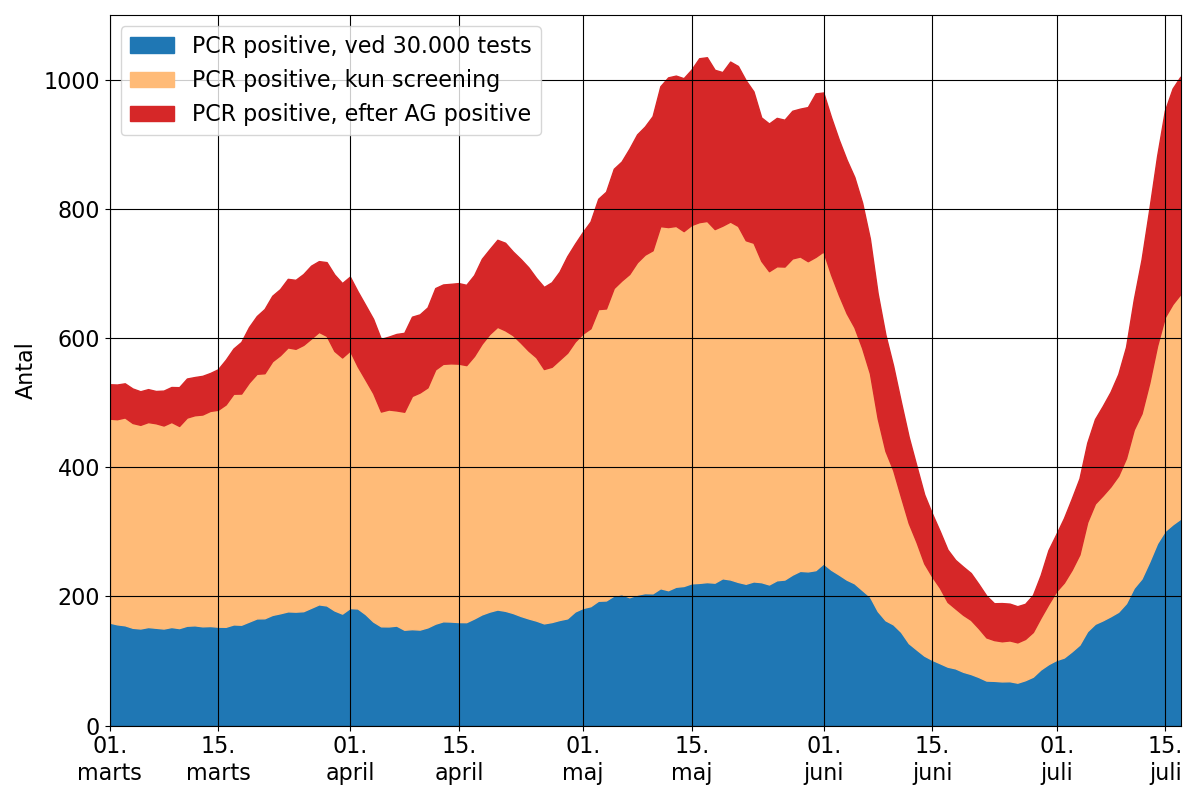 PCR positive, ved 30.000 tests
PCR positive, kun screening
PCR positive, efter AG positive
Antal
1000
800
600
400
200
0
01. 15. 01. 15. 01. 15. 01. 15. 01. 15.
marts marts april april maj maj juni juni juli juli